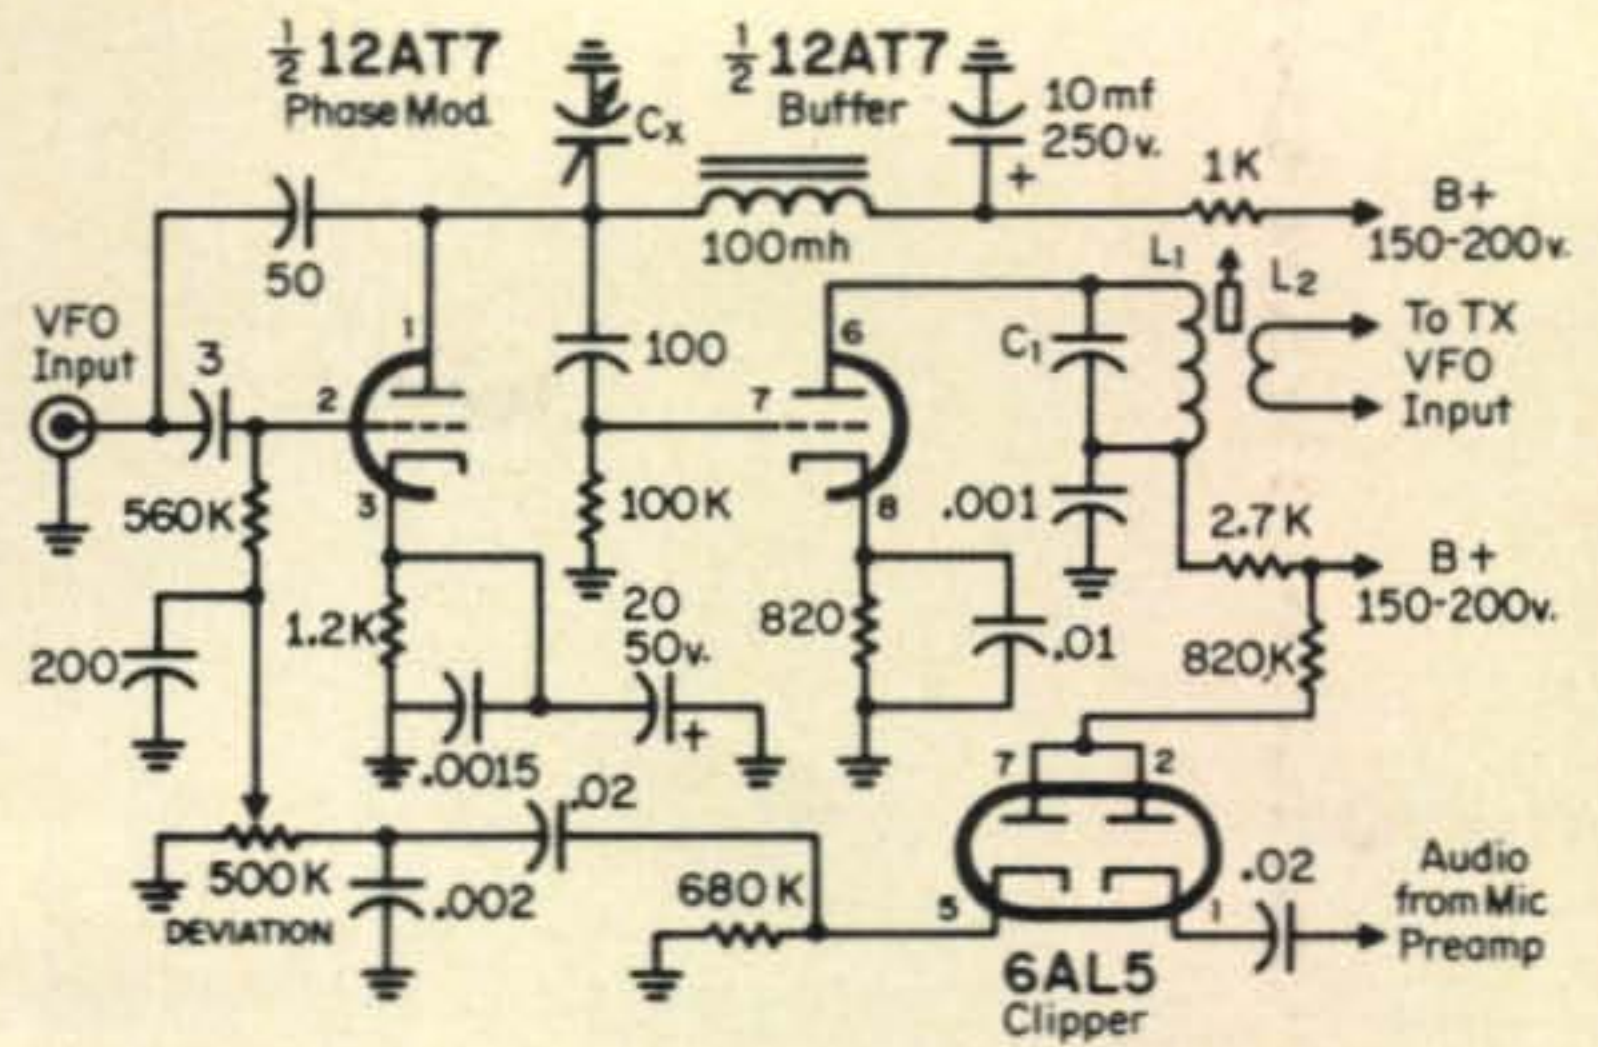 ½ 12AT7
Phase Mod.
Cx
½ 12AT7
Buffer
10mf
250v.
+
1K
B+
150-200v.
50
100mh
L1
L2
VFO
Input
3
2
1
100
7
6
C1
To TX
VFO
Input
560K
3
100K
8
.001
2.7K
B+
150-200v.
200
1.2K
20
50v.
+
820
.01
820K
.0015
.02
7
2
500K
DEVIATION
.002
680K
5
1
.02
Audio
from Mic
Preamp
6AL5
Clipper